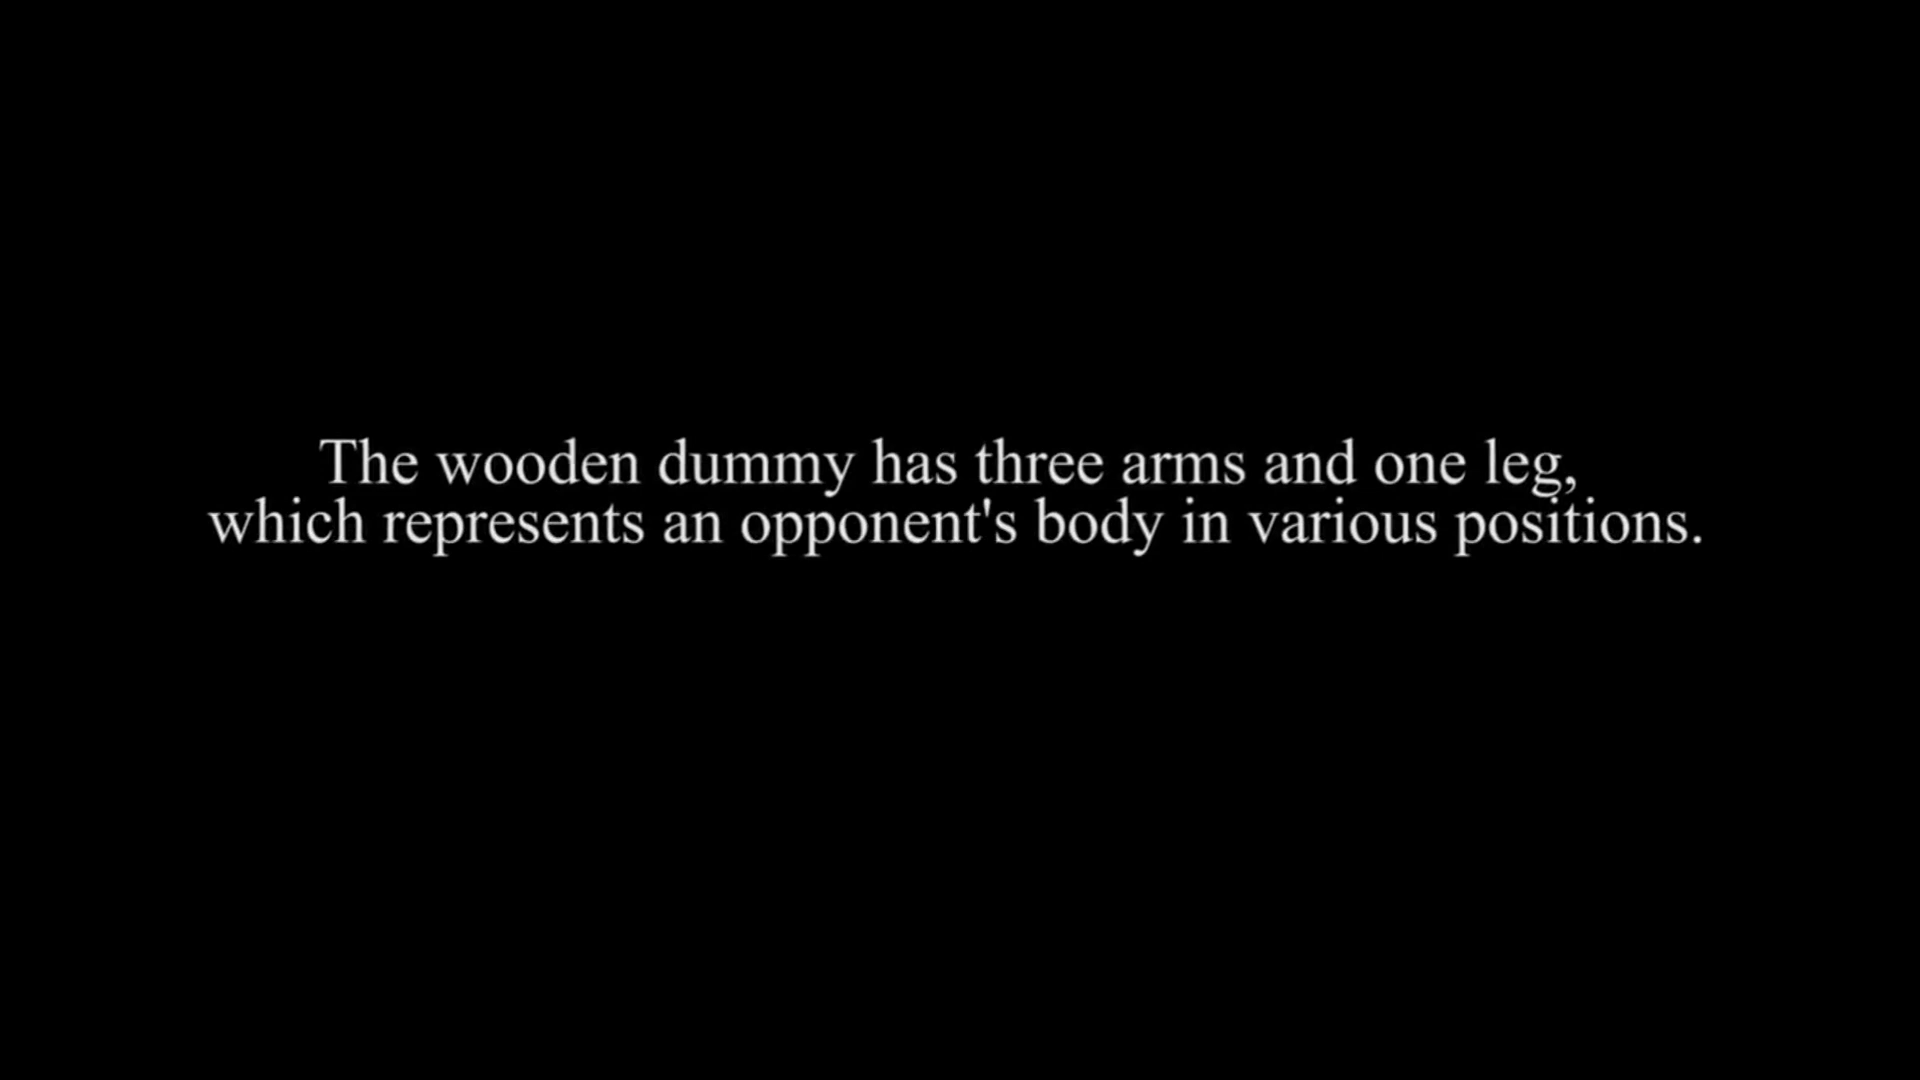 The wooden dummy has three arms and one leg,
which represents an opponent's body in various positions.